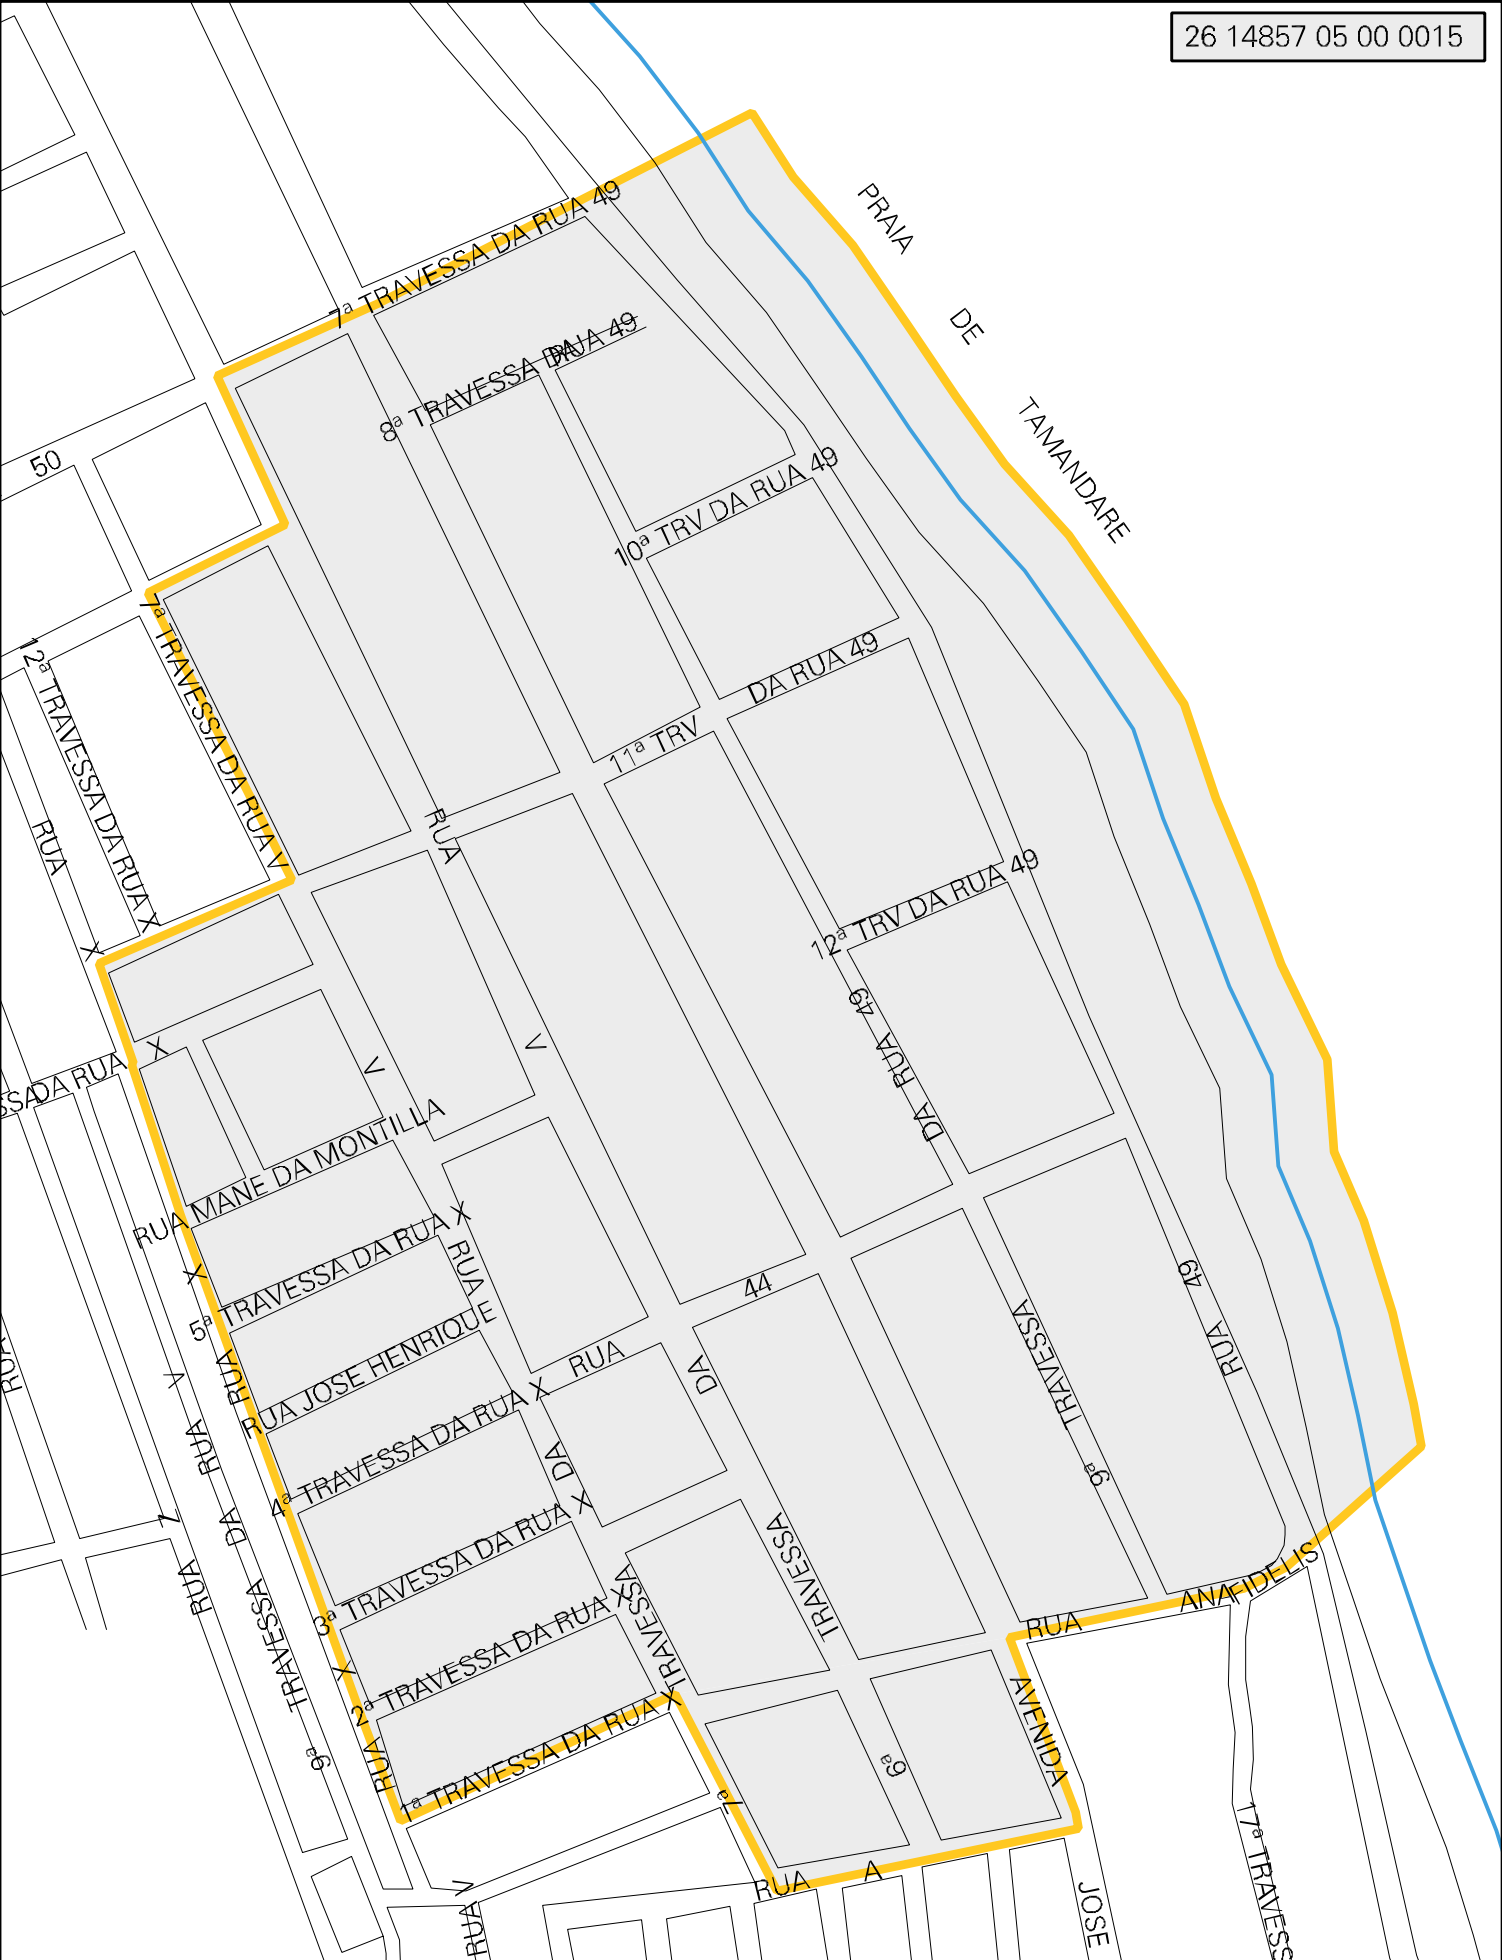 26 14857 05 00 0015
PRAIA
DE
TAMANDARE
7ª TRAVESSA DA RUA 49
8ª TRAVESSA DA
RUA 49
50
10ª TRV DA RUA 49
7ª TRAVESSA DA RUA V
12ª TRAVESSA DA RUA X
DA RUA 49
11ª TRV
RUA
RUA
X
12ª TRV DA RUA 49
49
RUA
DA
V
V
X
DA RUA
RUA MANE DA MONTILLA
5ª TRAVESSA DA RUA X
X
RUA
RUA
44
RUA JOSE HENRIQUE
RUA
DA
49
RUA
TRAVESSA
9ª
4ª TRAVESSA DA RUA X
V
RUA
DA
TRAVESSA
9ª
DA
TRAVESSA
3ª TRAVESSA DA RUA X
Z
RUA
TRAVESSA
6ª
2ª TRAVESSA DA RUA X
X
RUA
1ª TRAVESSA DA RUA X
7ª
RUA
ANA
FIDELIS
AVENIDA
JOSE
17ª TRAVESS
RUA
A
RUA V